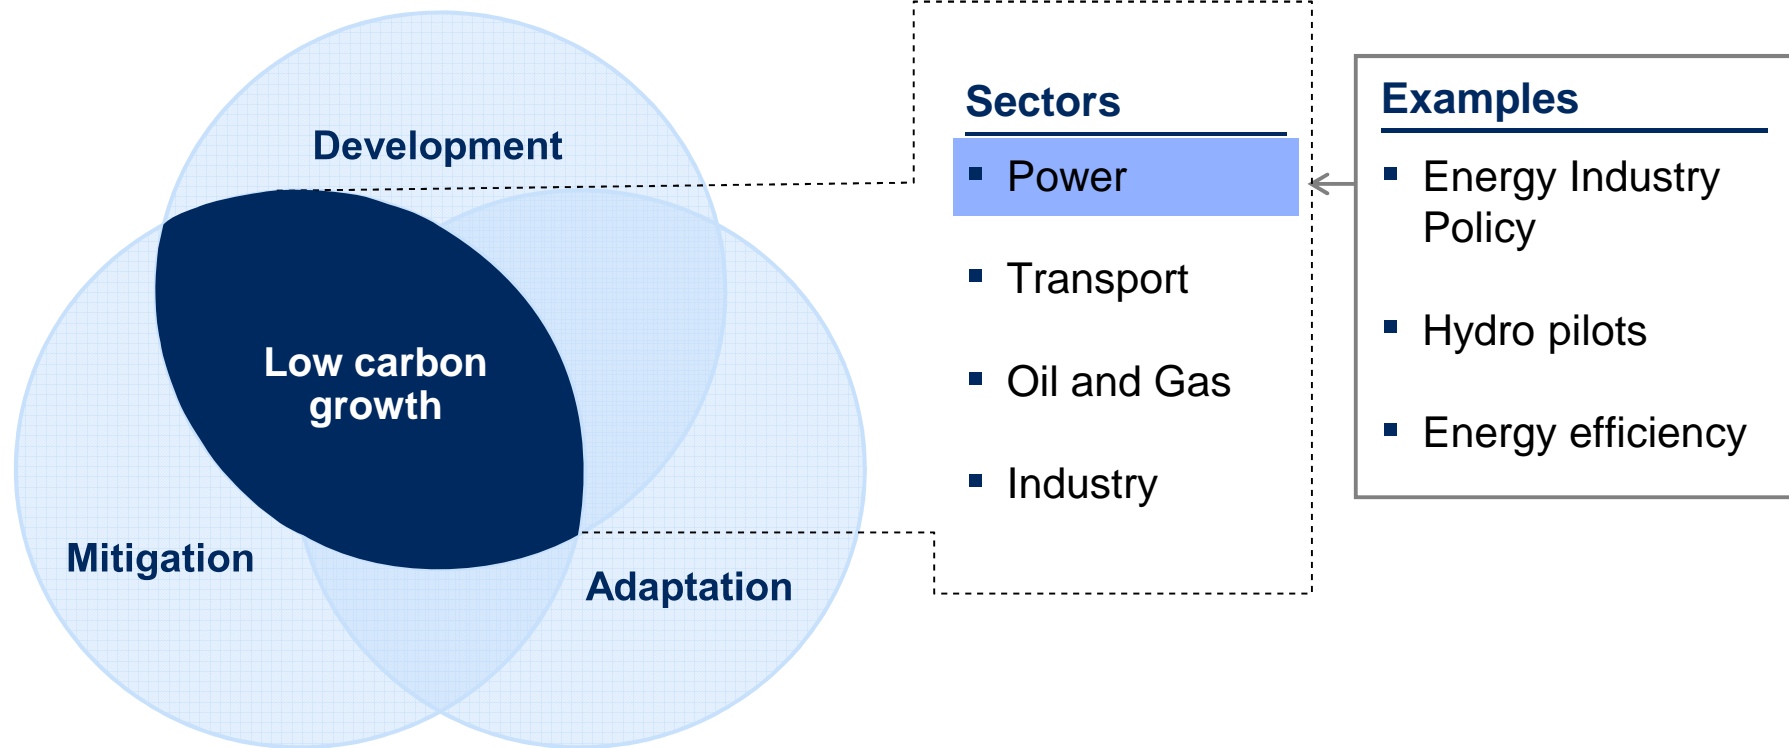 Development
Low carbon
growth
Mitigation
Adaptation
Sectors
▪ Power
▪ Transport
▪ Oil and Gas
▪ Industry
Examples
▪ Energy Industry
Policy
▪ Hydro pilots
▪ Energy efficiency